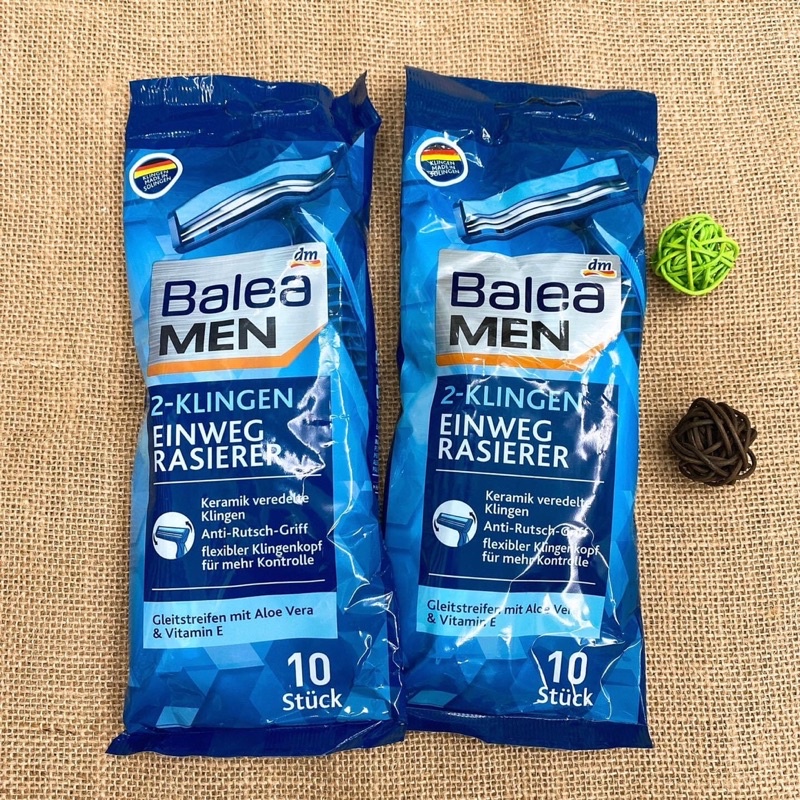 KLINGEN
MADE IN
SOLINGEN
dm
Balea
MEN
2-KLINGEN
EINWEG
RASIERER
Keramik veredelte
Klingen
Anti-Rutsch-Griff
flexibler Klingenkopf
für mehr Kontrolle
Gleitstreifen mit Aloe Vera
& Vitamin E
10
Stück
KLINGEN
MADE IN
SOLINGEN
dm
Balea
MEN
2-KLINGEN
EINWEG
RASIERER
Keramik veredelte
Klingen
Anti-Rutsch-Griff
flexibler Klingenkopf
für mehr Kontrolle
Gleitstreifen mit Aloe Vera
& Vitamin E
10
Stück